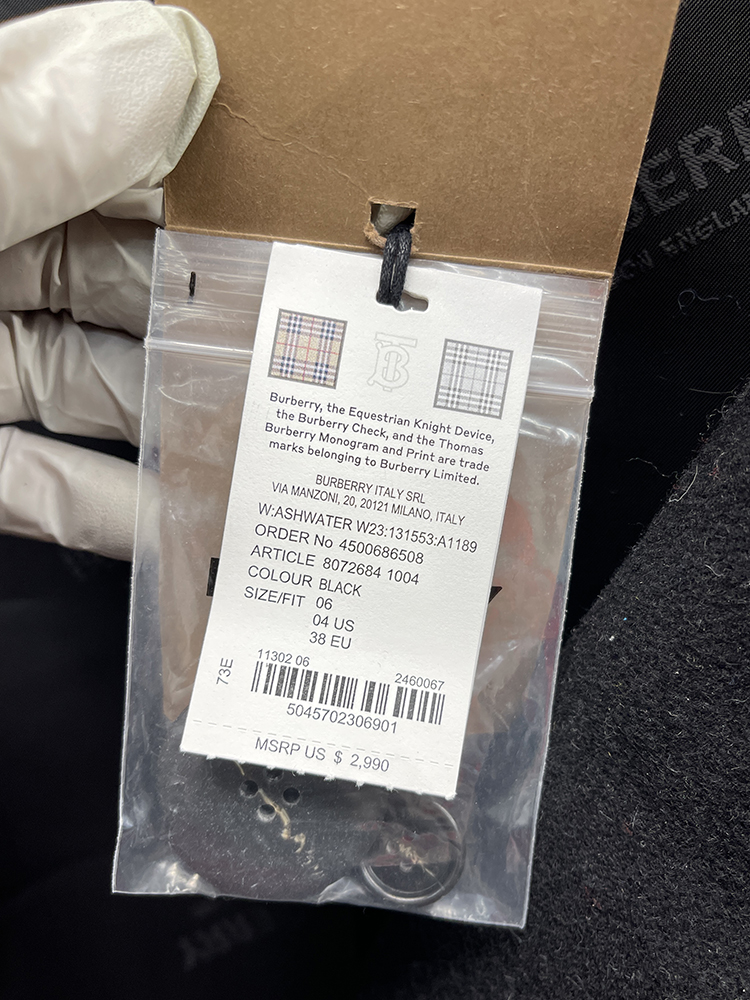 Burberry, the Equestrian Knight Device,
the Burberry Check, and the Thomas
Burberry Monogram and Print are trade
marks belonging to Burberry Limited.
BURBERRY ITALY SRL
VIA MANZONI, 20, 20121 MILANO, ITALY
W:ASHWATER W23:131553:A1189
ORDER No 4500686508
ARTICLE 8072684 1004
COLOUR BLACK
SIZE/FIT 06
04 US
38 EU
73E
11302 06 2460067
5045702306901
MSRP US $ 2,990